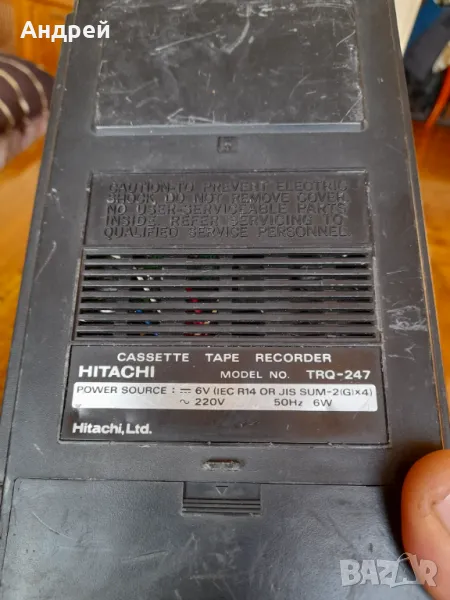 ← Андрей
CAUTION-TO PREVENT ELECTRIC
SHOCK DO NOT REMOVE COVER.
NO USER-SERVICEABLE PARTS
INSIDE REFER SERVICING TO
QUALIFIED SERVICE PERSONNEL.
CASSETTE TAPE RECORDER
HITACHI MODEL NO. TRQ-247
POWER SOURCE : ⎓ 6V (IEC R14 OR JIS SUM-2(G)×4)
~ 220V 50Hz 6W
Hitachi, Ltd.
bazar.bg